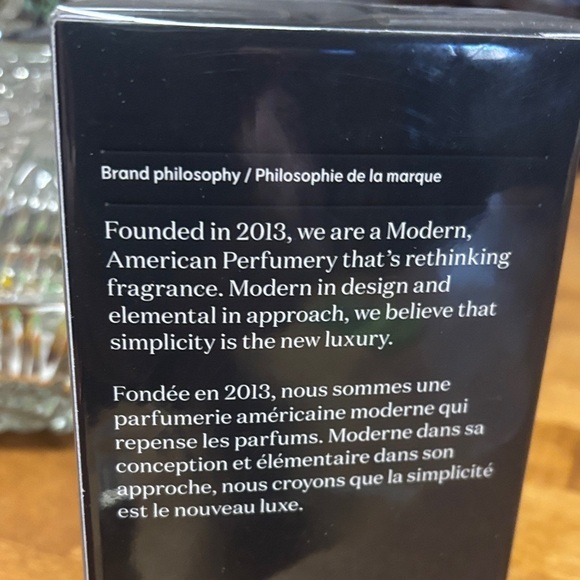 Brand philosophy / Philosophie de la marque
Founded in 2013, we are a Modern,
American Perfumery that's rethinking
fragrance. Modern in design and
elemental in approach, we believe that
simplicity is the new luxury.
Fondée en 2013, nous sommes une
parfumerie américaine moderne qui
repense les parfums. Moderne dans sa
conception et élémentaire dans son
approche, nous croyons que la simplicité
est le nouveau luxe.